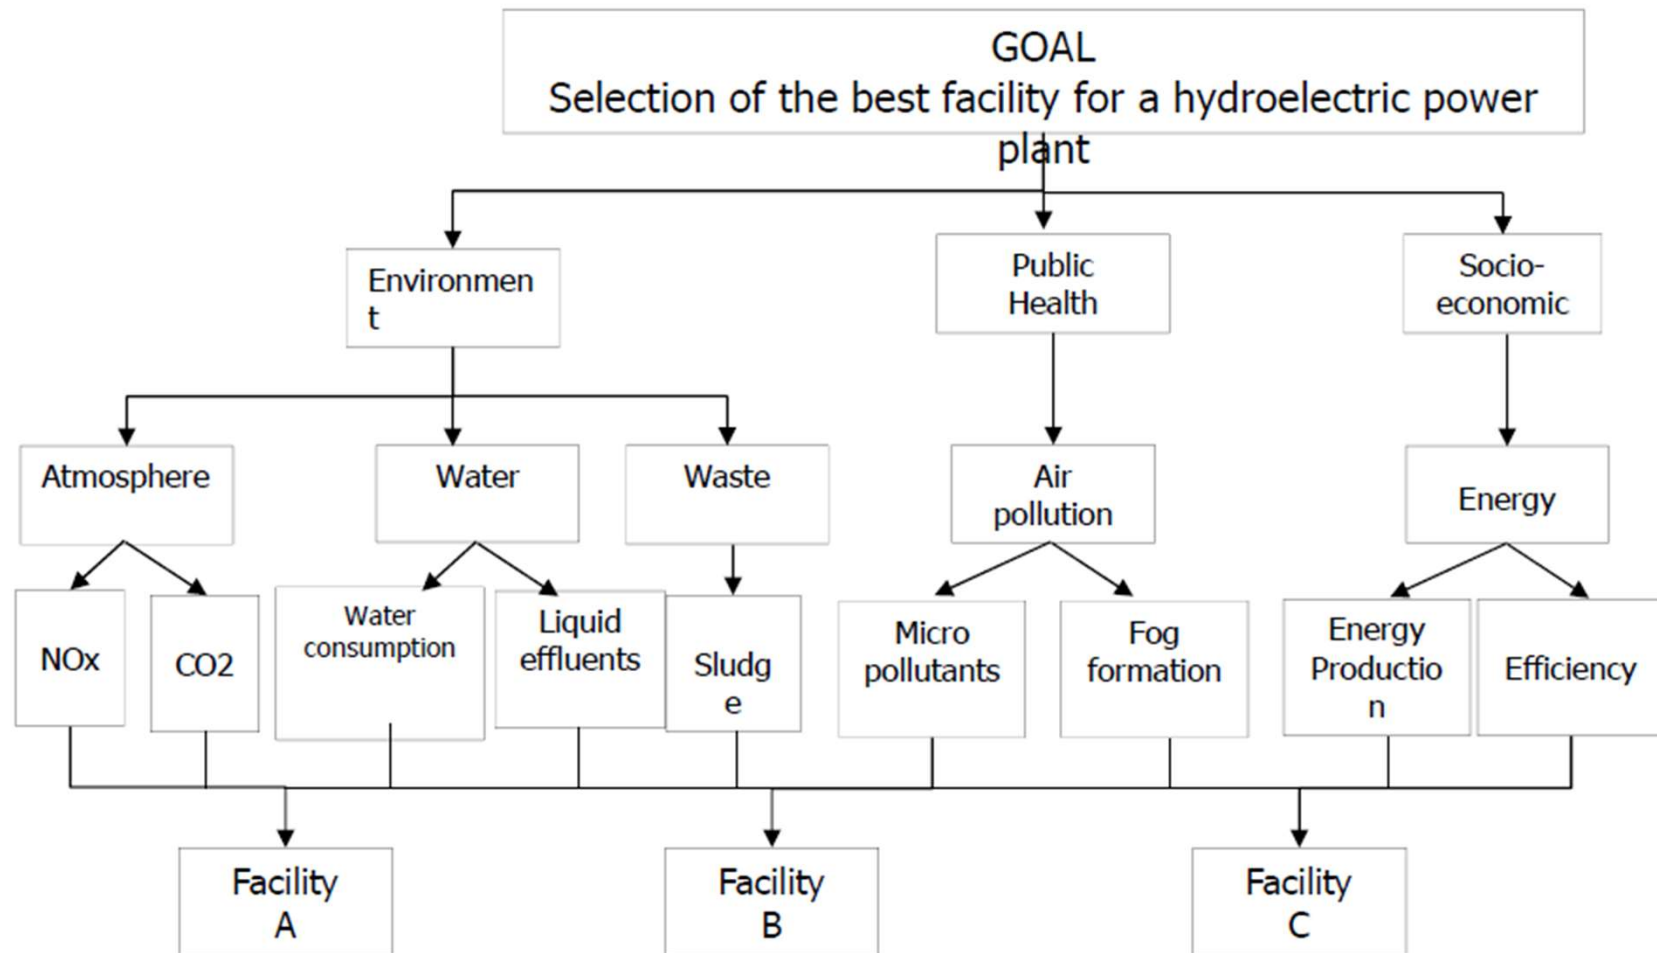 GOAL
Selection of the best facility for a hydroelectric power
plant
Environmen
t
Public
Health
Socio-
economic
Atmosphere
Water
Waste
Air
pollution
Energy
NOx
CO2
Water
consumption
Liquid
effluents
Sludg
e
Micro
pollutants
Fog
formation
Energy
Productio
n
Efficiency
Facility
A
Facility
B
Facility
C